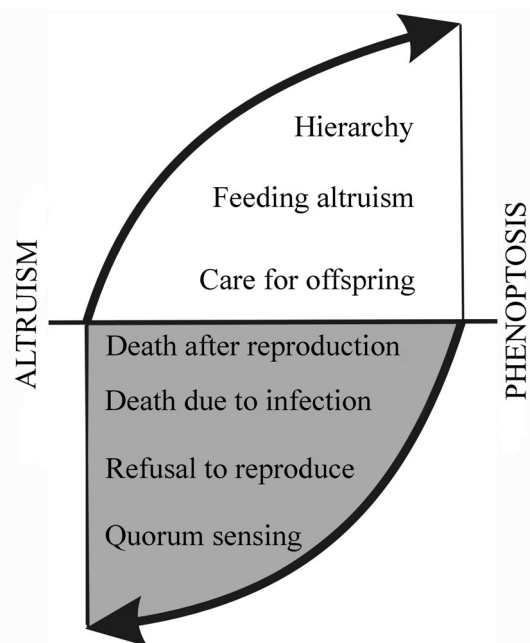 ALTRUISM
Hierarchy
Feeding altruism
Care for offspring
Death after reproduction
Death due to infection
Refusal to reproduce
Quorum sensing
PHENOPTOSIS